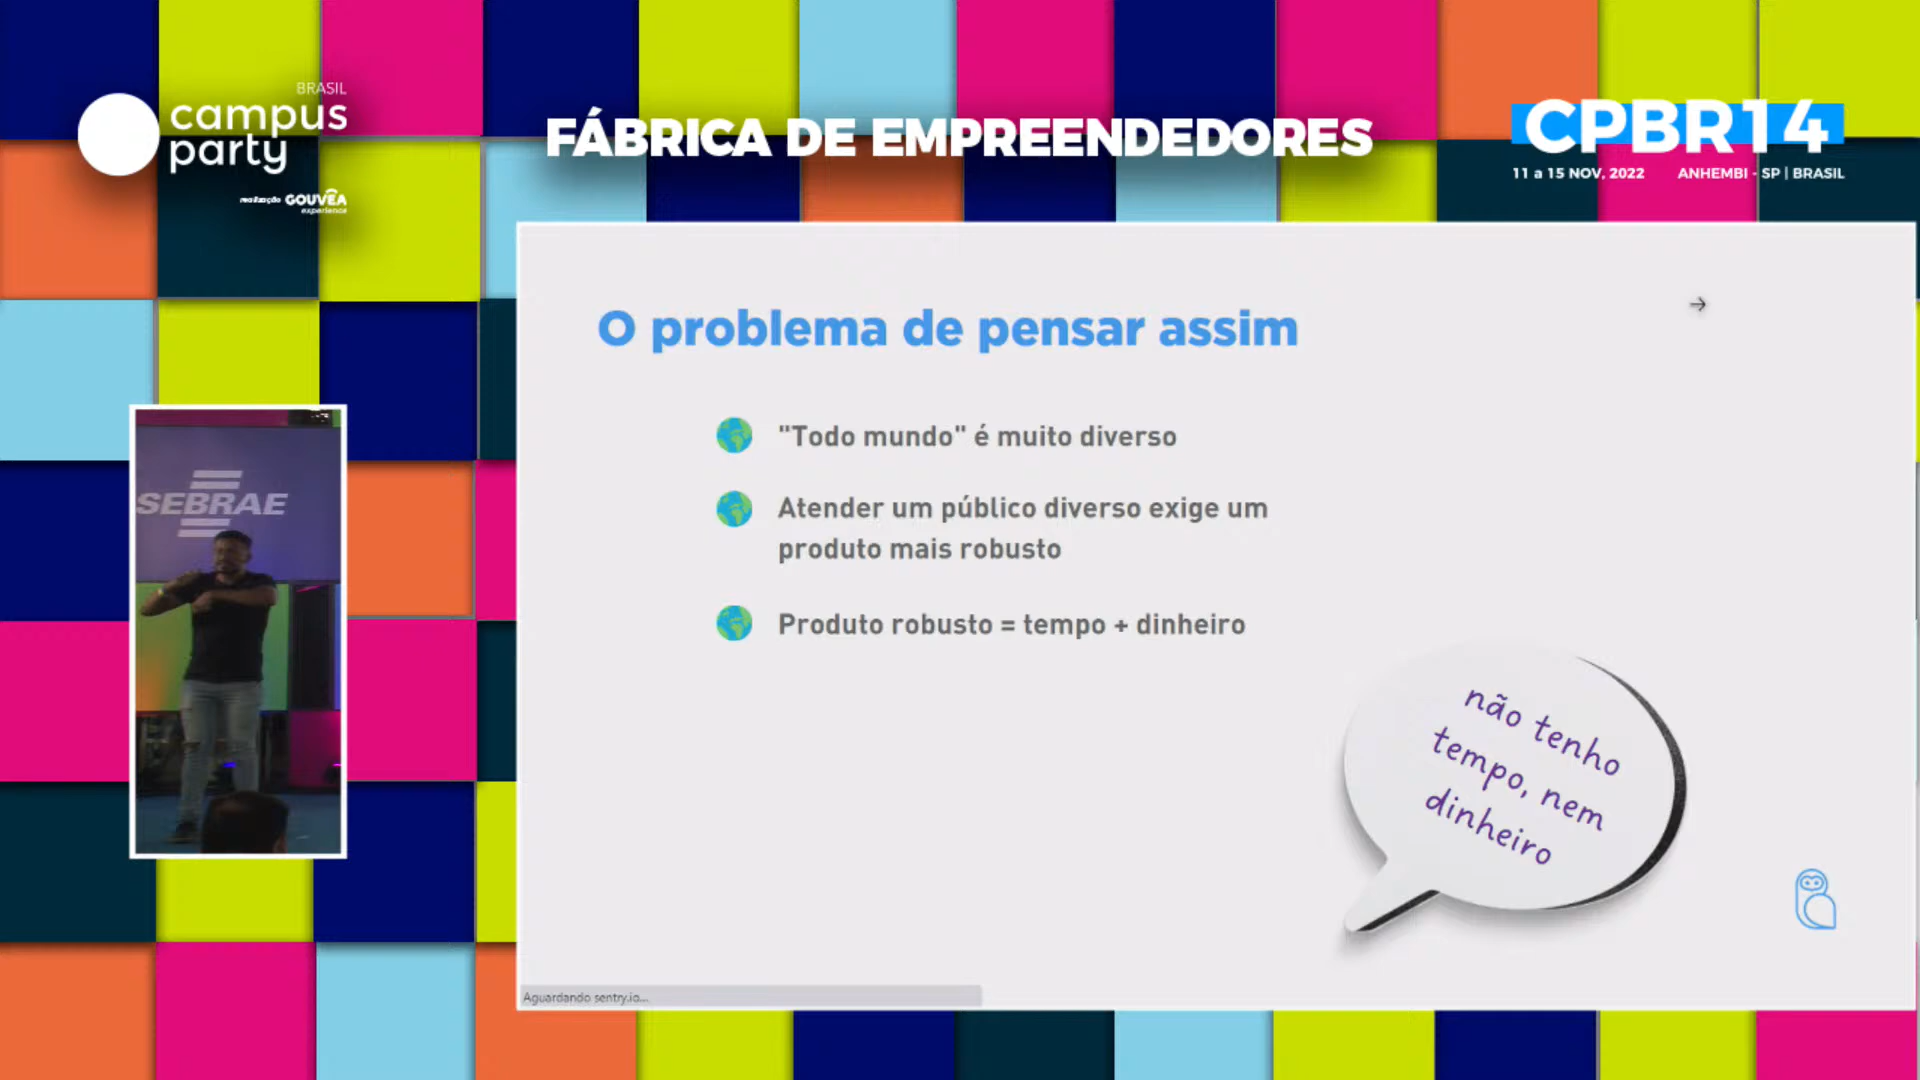 BRASIL
campus
party
realização GOUVÊA
experience
FÁBRICA DE EMPREENDEDORES
CPBR14
11 a 15 NOV, 2022 ANHEMBI - SP | BRASIL
O problema de pensar assim
"Todo mundo" é muito diverso
Atender um público diverso exige um
produto mais robusto
Produto robusto = tempo + dinheiro
não tenho
tempo, nem
dinheiro
SEBRAE
Aguardando sentry.io...